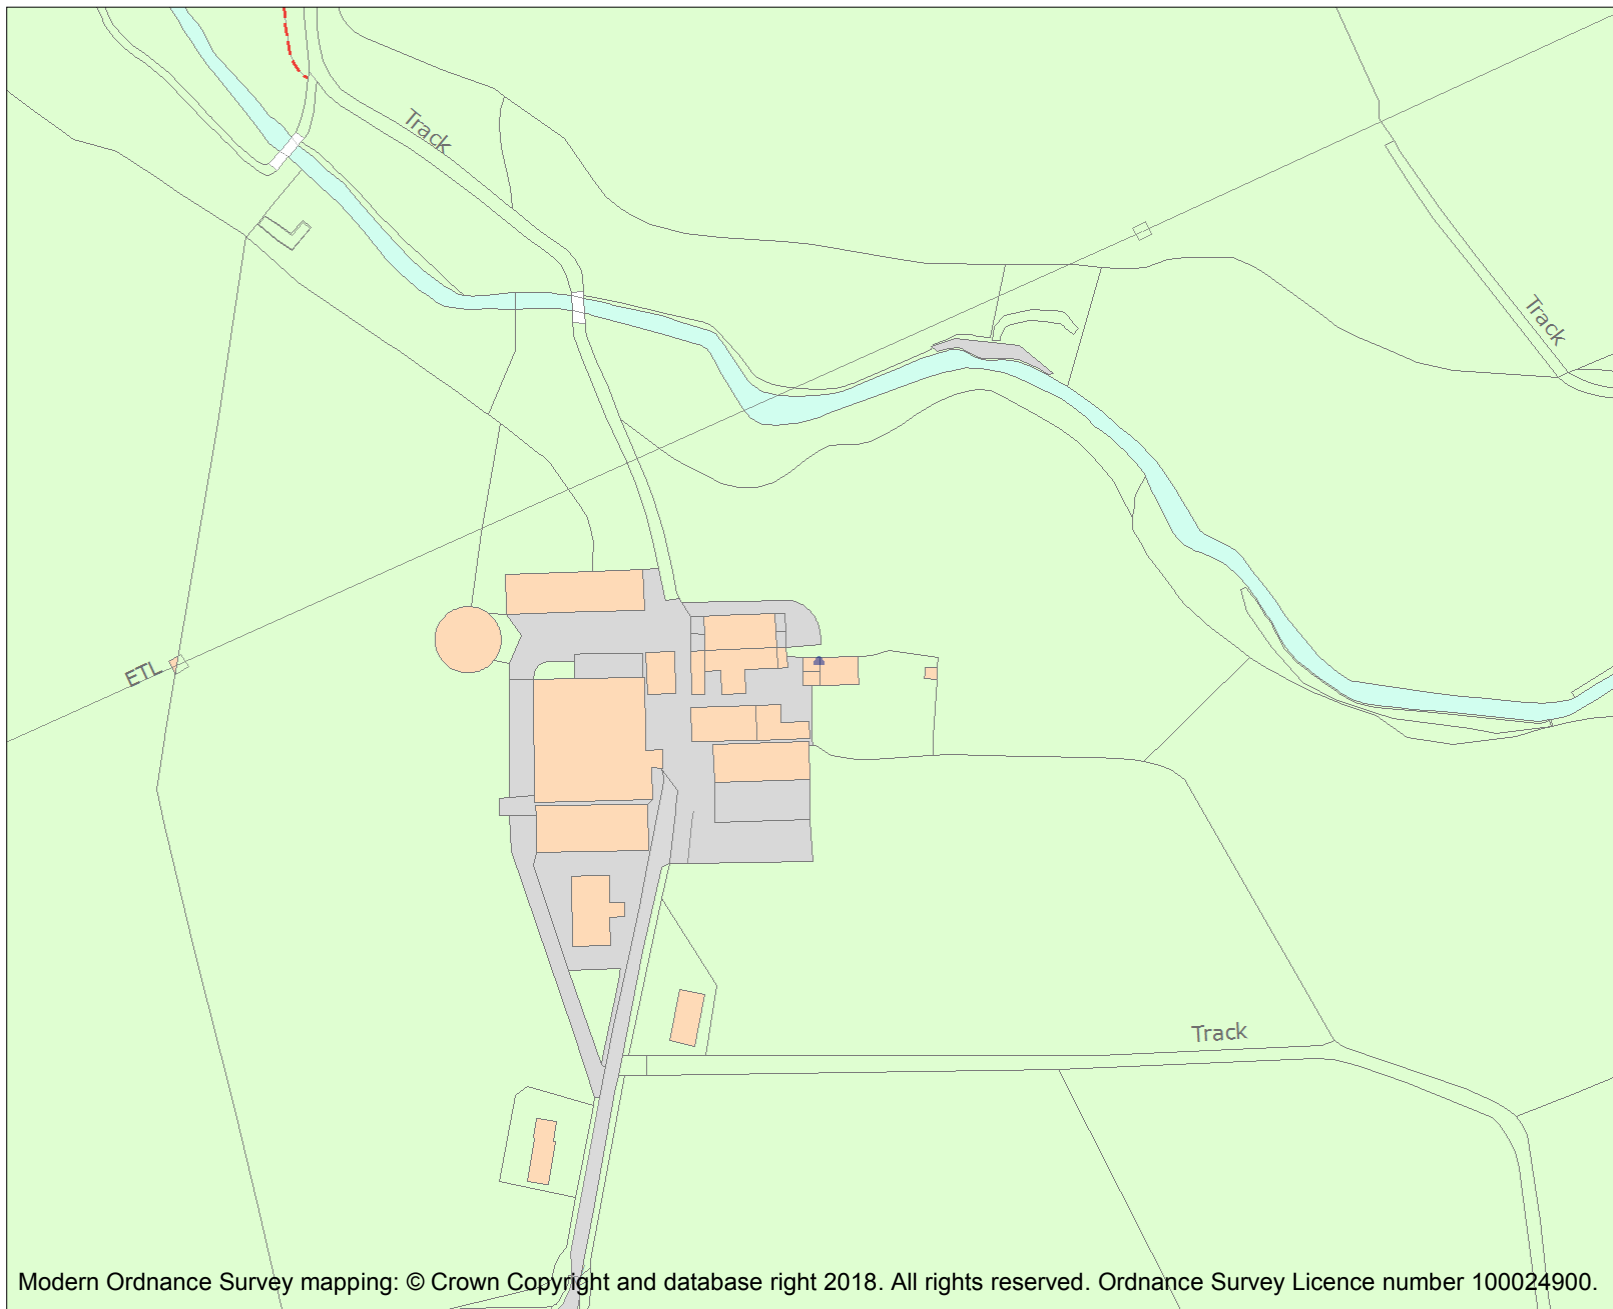 Track
Track
ETL
Track
Modern Ordnance Survey mapping: © Crown Copyright and database right 2018. All rights reserved. Ordnance Survey Licence number 100024900.